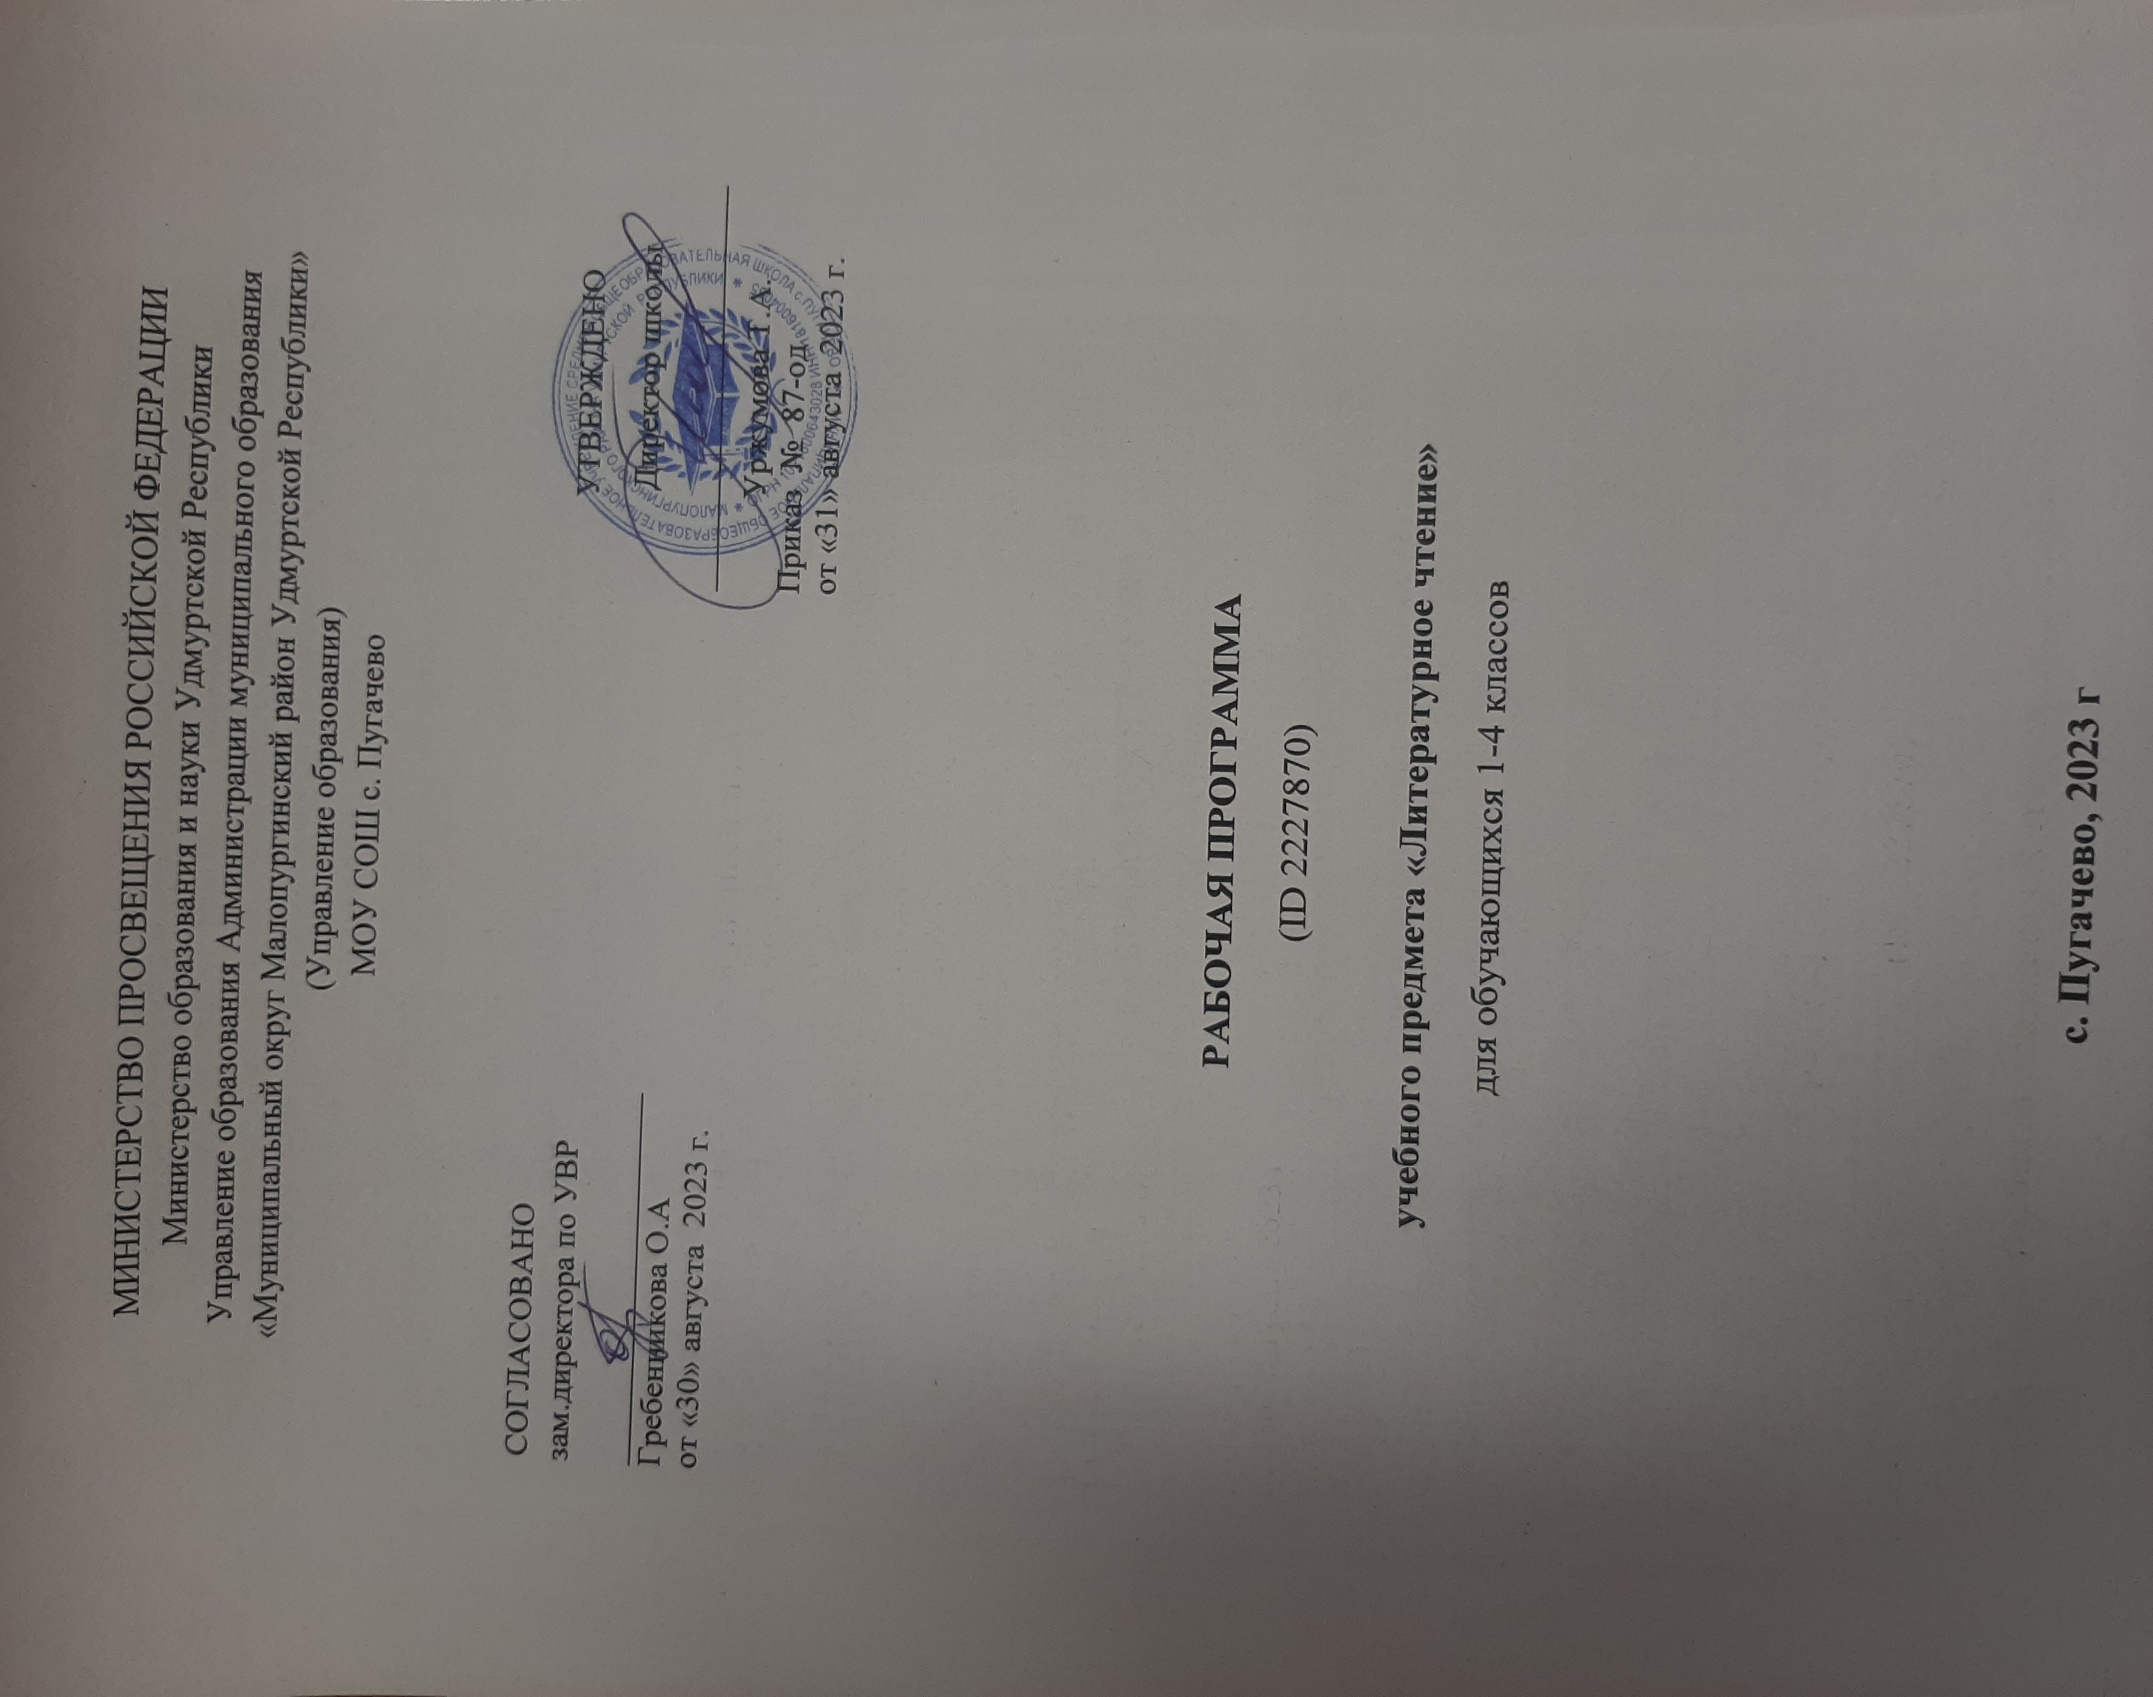 МИНИСТЕРСТВО ПРОСВЕЩЕНИЯ РОССИЙСКОЙ ФЕДЕРАЦИИ
Министерство образования и науки Удмуртской Республики
Управление образования Администрации муниципального образования
«Муниципальный округ Малопургинский район Удмуртской Республики»
(Управление образования)
МОУ СОШ с. Пугачево
СОГЛАСОВАНО
зам.директора по УВР
Гребенникова О.А
от «30» августа 2023 г.
УТВЕРЖДЕНО
Директор школы
Уржумова Г.А.
Приказ № 87-од
от «31» августа 2023 г.
РАБОЧАЯ ПРОГРАММА
(ID 2227870)
учебного предмета «Литературное чтение»
для обучающихся 1-4 классов
с. Пугачево, 2023 г